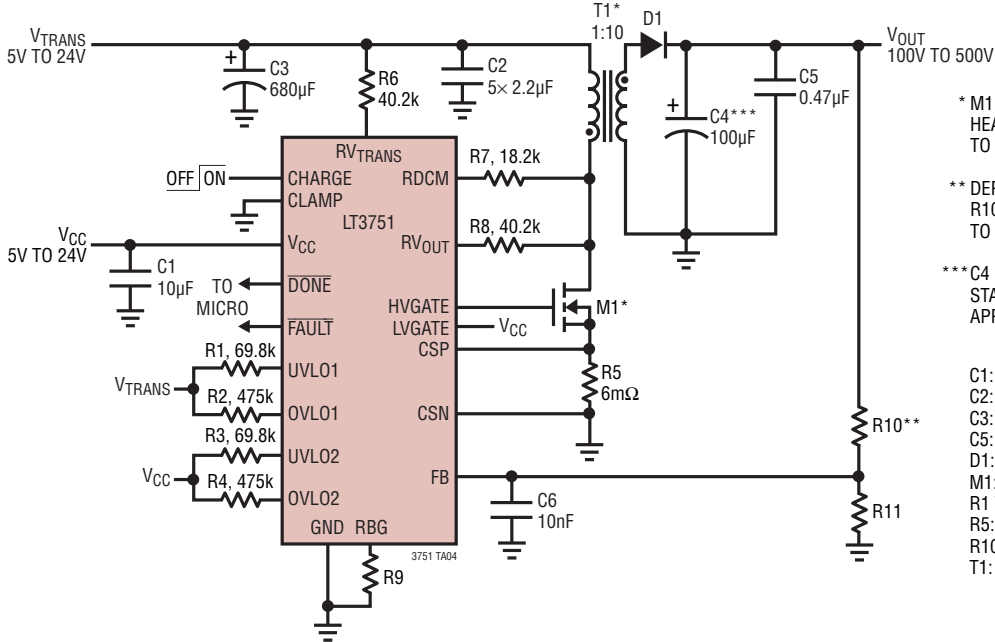 T1*
1:10
D1
VTRANS
5V TO 24V
VOUT
100V TO 500V
+
C3
680µF
R6
40.2k
C2
5× 2.2µF
+
C4***
100µF
C5
0.47µF
* M1
HEA
TO
** DEF
R10
TO
*** C4
STA
APP
RVTRANS
OFF ON
CHARGE
CLAMP
LT3751
RDCM
R7, 18.2k
VCC
5V TO 24V
VCC
RVOUT
R8, 40.2k
C1
10µF
TO
MICRO
DONE
FAULT
HVGATE
LVGATE
VCC
M1*
CSP
R5
6mΩ
CSN
VTRANS
R1, 69.8k
UVLO1
R2, 475k
OVLO1
R3, 69.8k
VCC
UVLO2
R4, 475k
OVLO2
FB
C6
10nF
R10**
R11
GND RBG
R9
3751 TA04
C1:
C2:
C3:
C5:
D1:
M1:
R1
R5:
R10
T1: